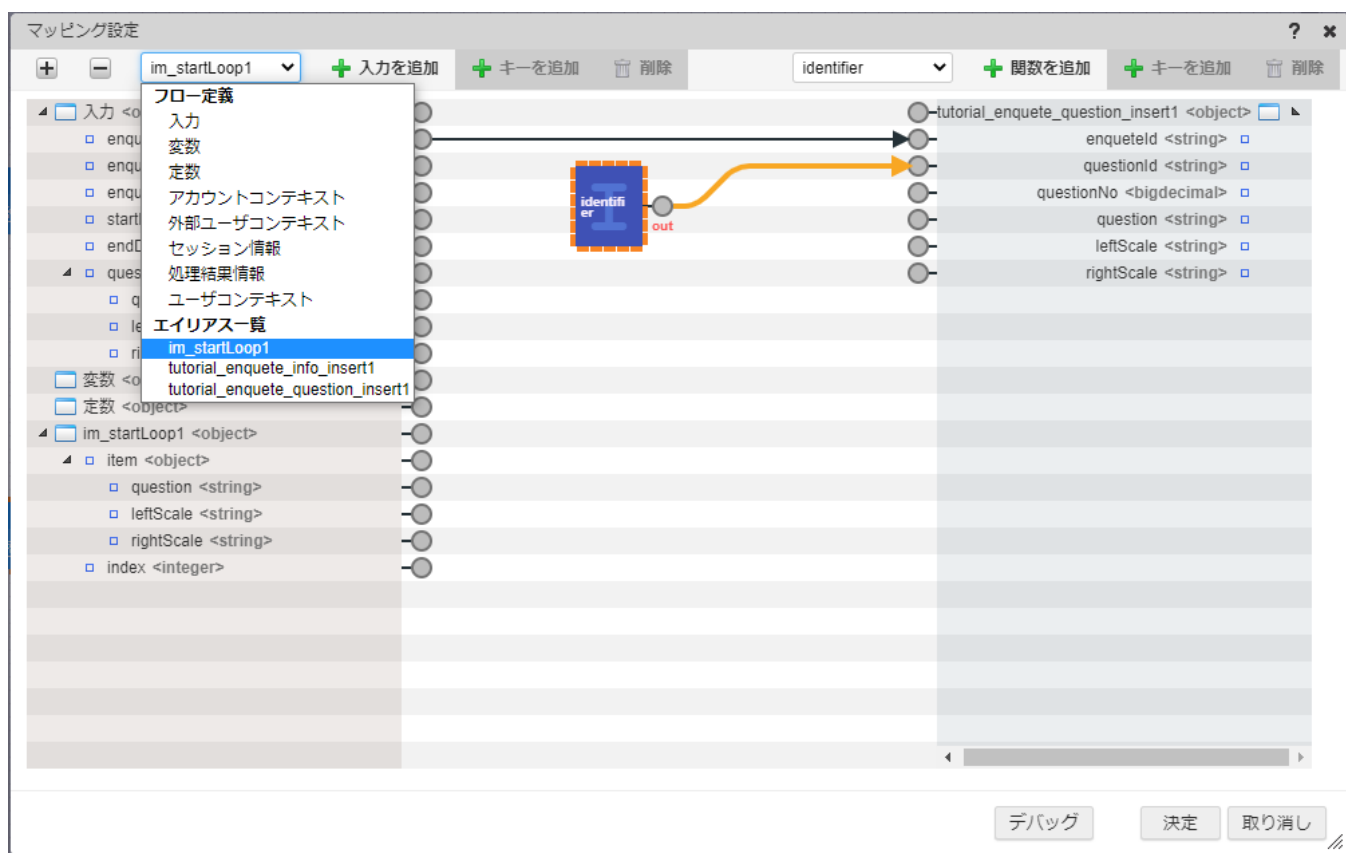 マッピング設定
? ×
+ − im_startLoop1 入力を追加 キーを追加 削除 identifier 関数を追加 キーを追加 削除
フロー定義
入力
変数
定数
アカウントコンテキスト
外部ユーザコンテキスト
セッション情報
処理結果情報
ユーザコンテキスト
エイリアス一覧
im_startLoop1
tutorial_enquete_info_insert1
tutorial_enquete_question_insert1
入力 <o
enqu
enqu
enqu
start
endD
ques
q
le
ri
変数 <o
定数 <object>
im_startLoop1 <object>
item <object>
question <string>
leftScale <string>
rightScale <string>
index <integer>
identifi
er
out
tutorial_enquete_question_insert1 <object>
enqueteId <string>
questionId <string>
questionNo <bigdecimal>
question <string>
leftScale <string>
rightScale <string>
デバッグ 決定 取り消し